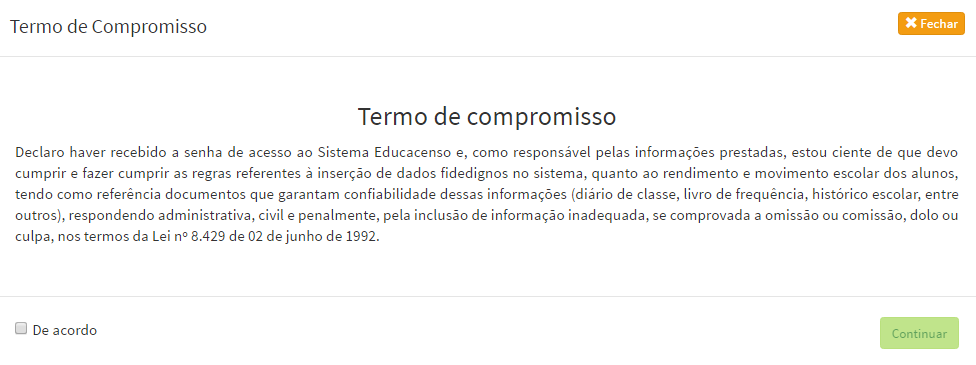 Termo de Compromisso
✖ Fechar
Termo de compromisso
Declaro haver recebido a senha de acesso ao Sistema Educacenso e, como responsável pelas informações prestadas, estou ciente de que devo
cumprir e fazer cumprir as regras referentes à inserção de dados fidedignos no sistema, quanto ao rendimento e movimento escolar dos alunos,
tendo como referência documentos que garantam confiabilidade dessas informações (diário de classe, livro de frequência, histórico escolar, entre
outros), respondendo administrativa, civil e penalmente, pela inclusão de informação inadequada, se comprovada a omissão ou comissão, dolo ou
culpa, nos termos da Lei nº 8.429 de 02 de junho de 1992.
De acordo
Continuar